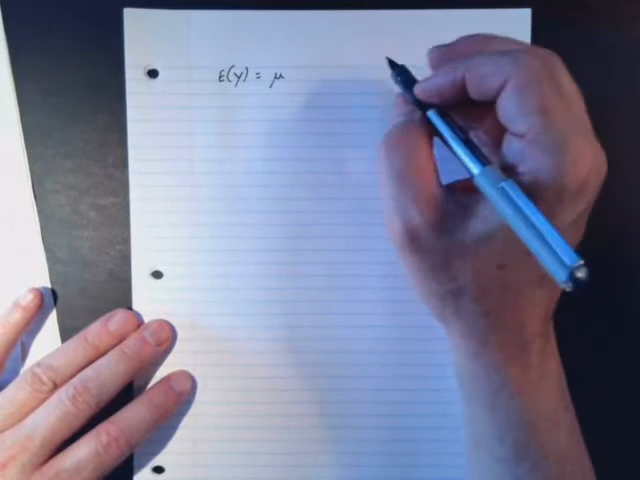 E(y) = μ